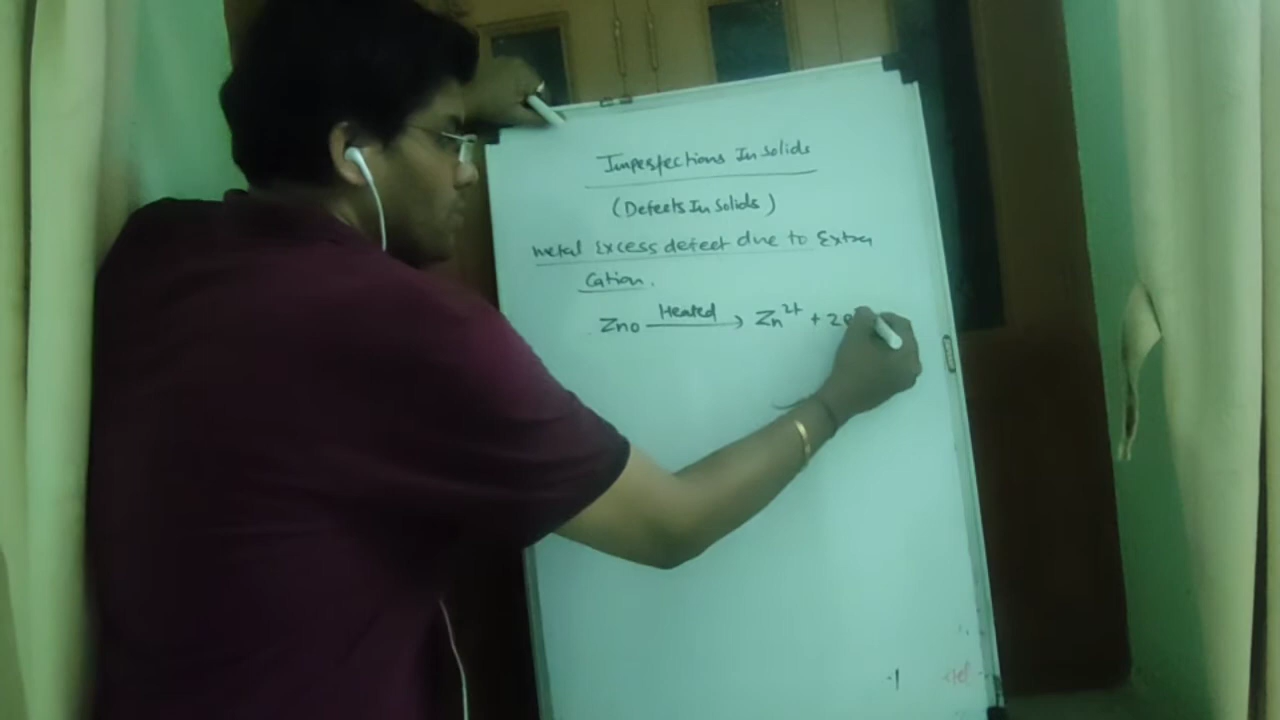 Imperfections In Solids
(Defects In Solids)
Metal Excess defect due to Extra
Cation.
ZnO Heated → Zn2+ + 2e